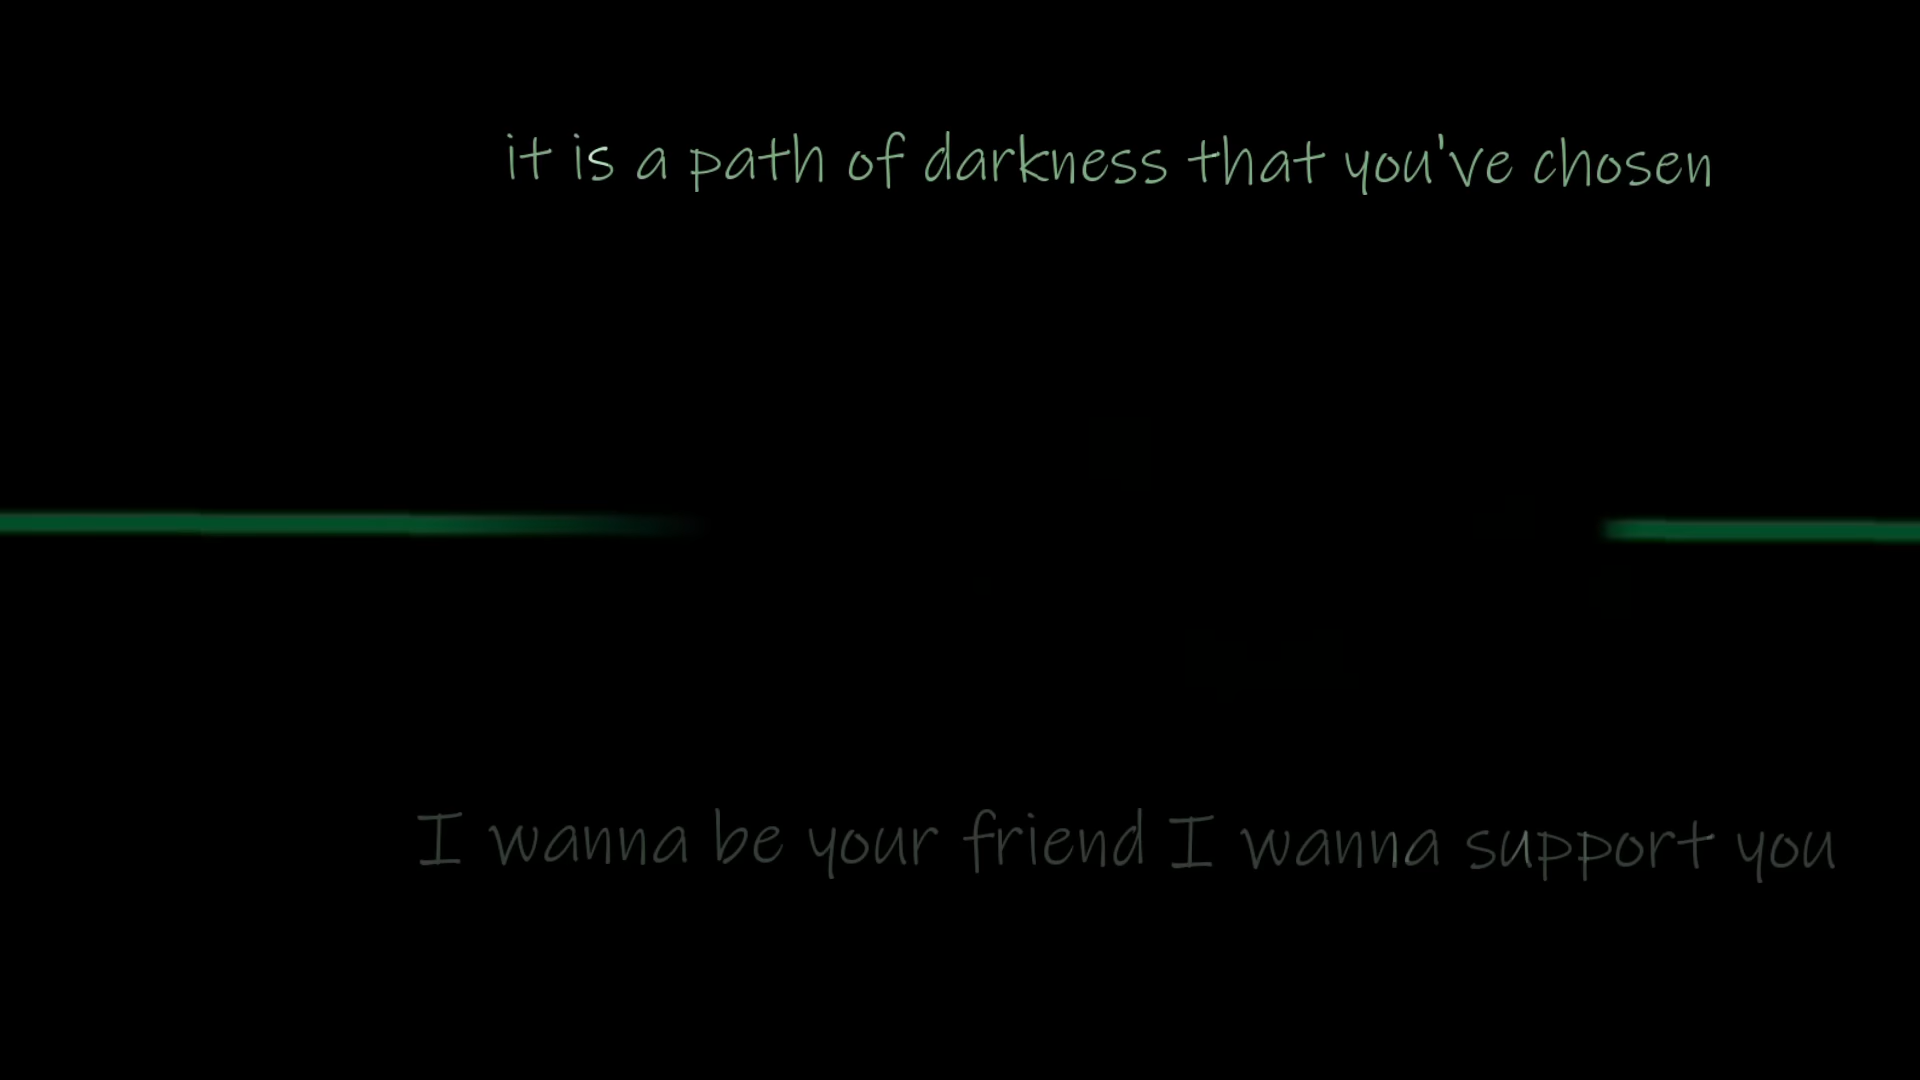 it is a path of darkness that you've chosen
I wanna be your friend I wanna support you